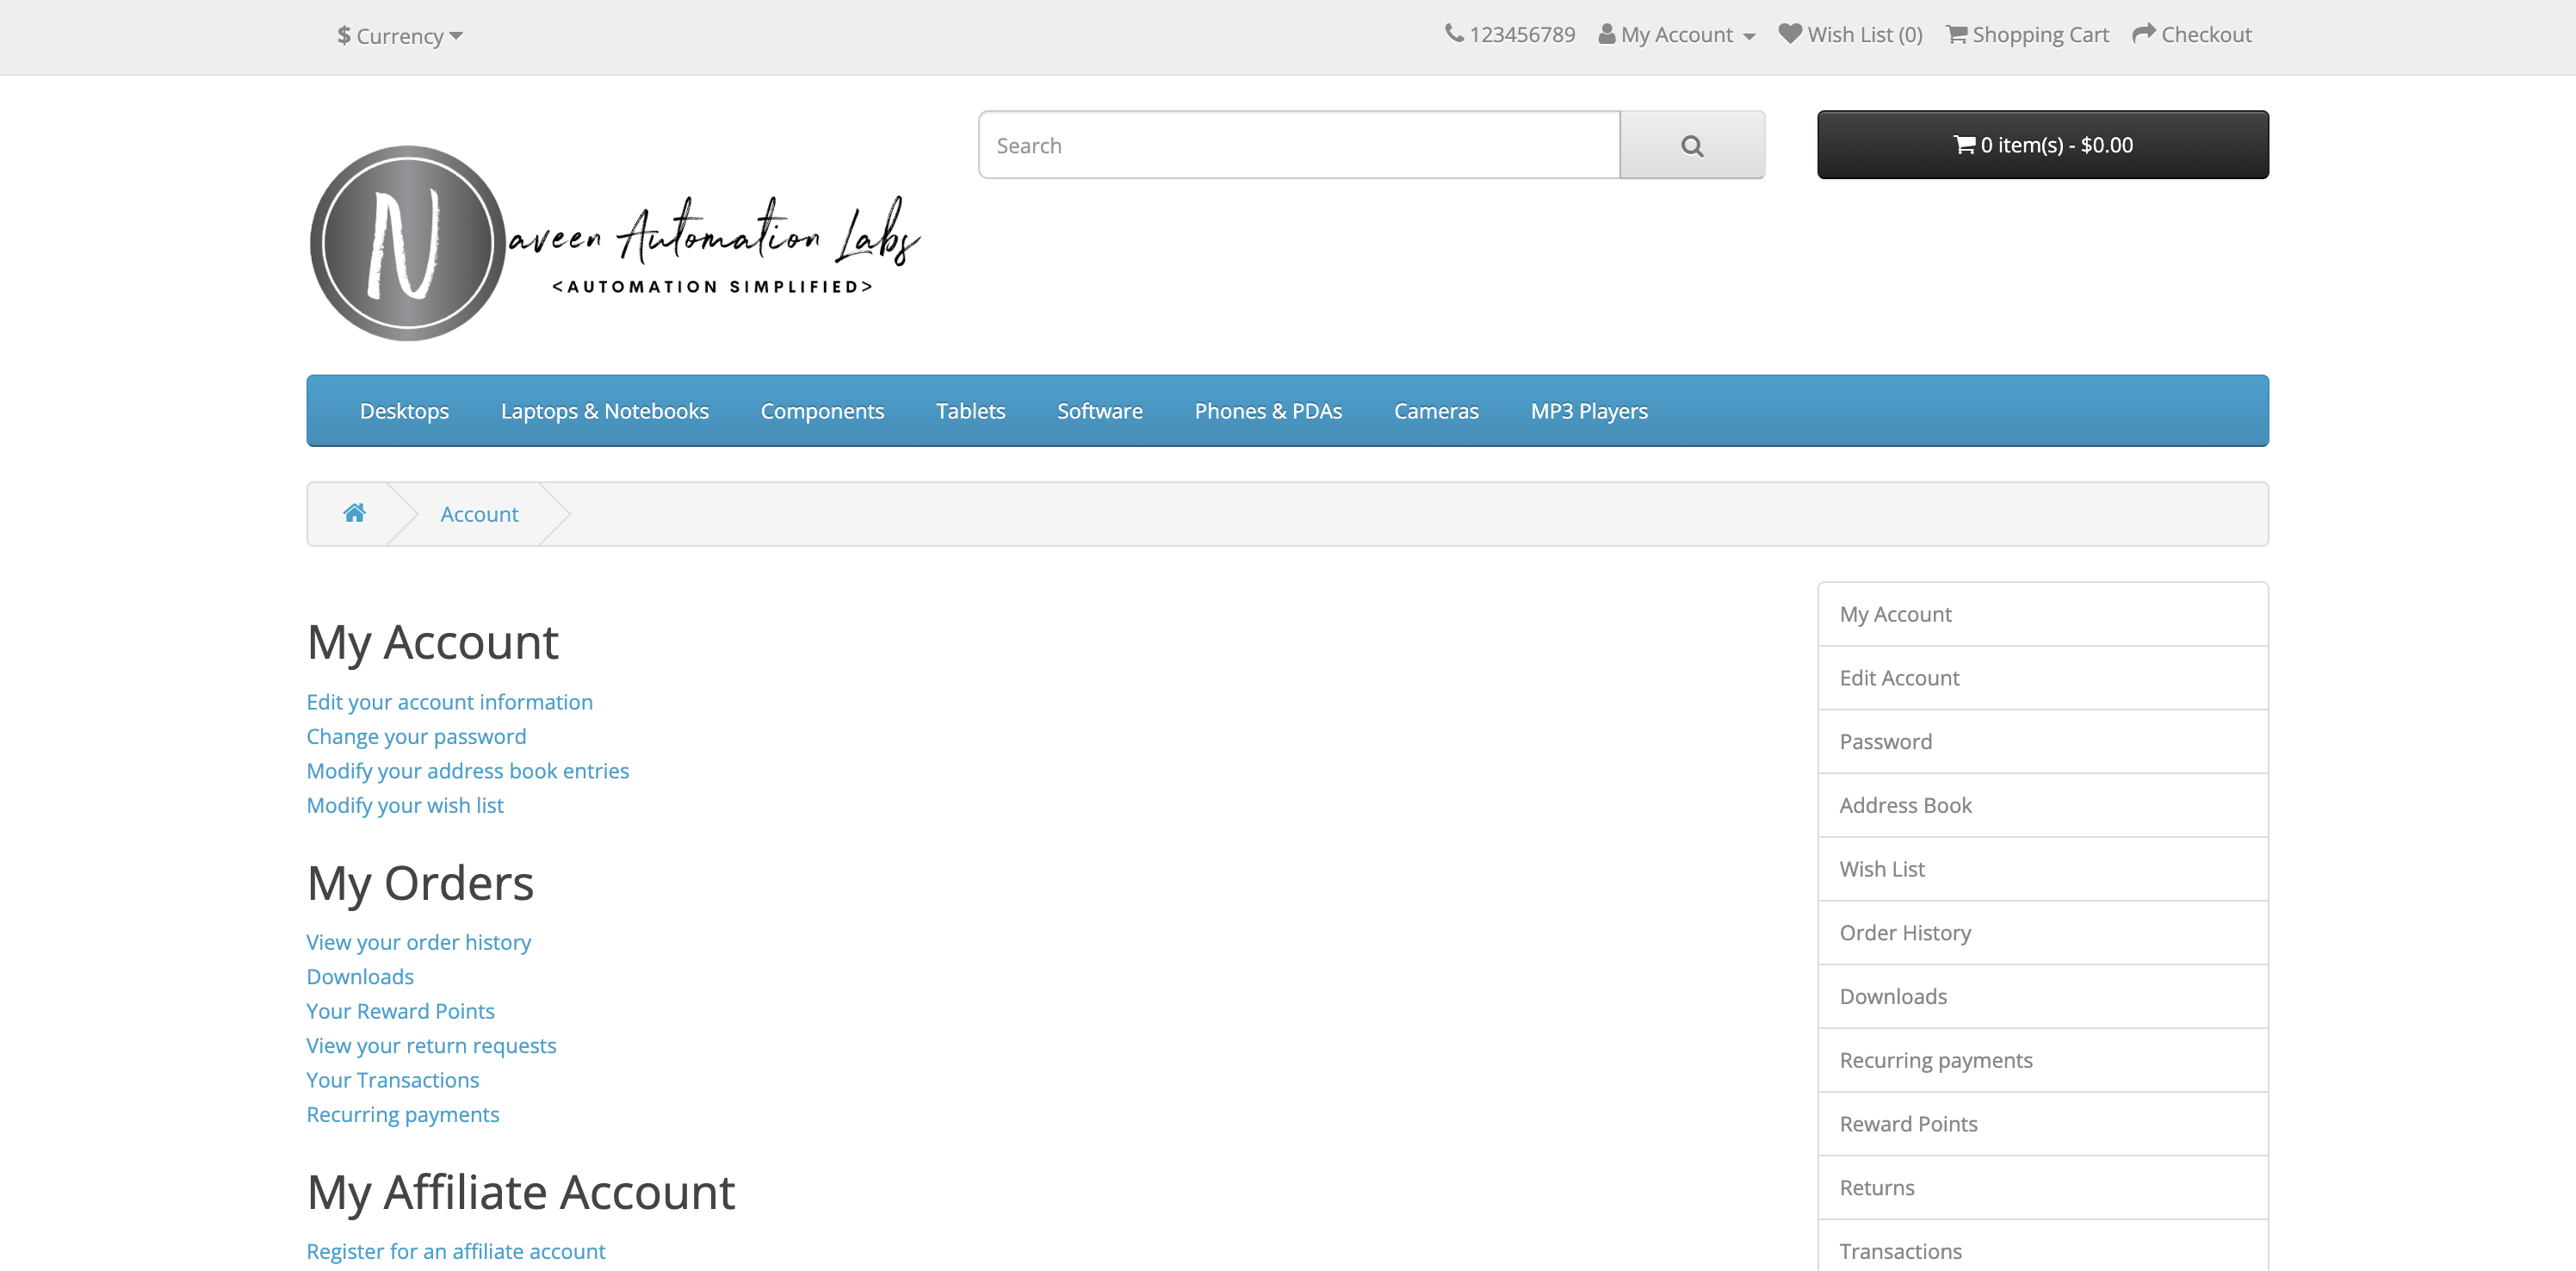 $ Currency
123456789 My Account Wish List (0) Shopping Cart Checkout
Search
0 item(s) - $0.00
Naveen Automation Labs
<AUTOMATION SIMPLIFIED>
Desktops Laptops & Notebooks Components Tablets Software Phones & PDAs Cameras MP3 Players
Account
My Account
Edit your account information
Change your password
Modify your address book entries
Modify your wish list
My Orders
View your order history
Downloads
Your Reward Points
View your return requests
Your Transactions
Recurring payments
My Affiliate Account
Register for an affiliate account
My Account
Edit Account
Password
Address Book
Wish List
Order History
Downloads
Recurring payments
Reward Points
Returns
Transactions